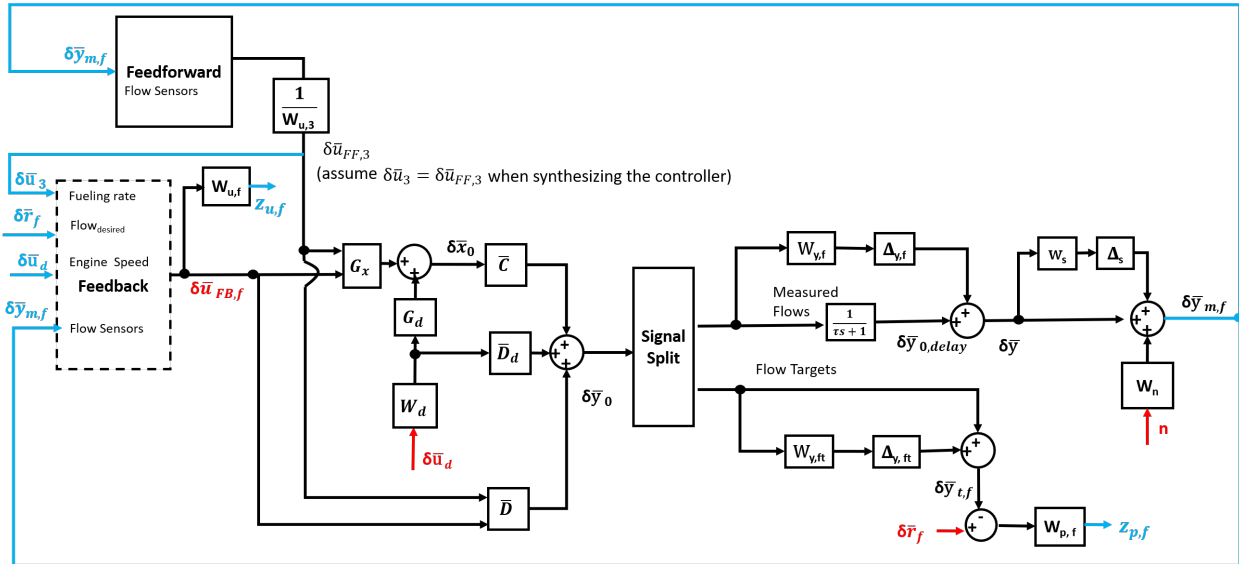 δȳm,f
Feedforward
Flow Sensors
1
Wu,3
δūFF,3
(assume δū3 = δūFF,3 when synthesizing the controller)
δū3
Fueling rate
Wu,f
zu,f
δr̄f
Flowdesired
δūd
Engine Speed
Feedback
δūFB,f
δȳm,f
Flow Sensors
Gx
+
+
δx̄0
C̄
Gd
D̄d
Wd
δūd
D̄
+
+
+
δȳ0
Signal
Split
Measured
Flows
Wy,f
Δy,f
1
τs + 1
+
+
δȳ0,delay
δȳ
Ws
Δs
+
+
+
δȳm,f
Wn
n
Flow Targets
Wy,ft
Δy, ft
+
+
δȳt,f
-
+
δr̄f
Wp, f
zp,f